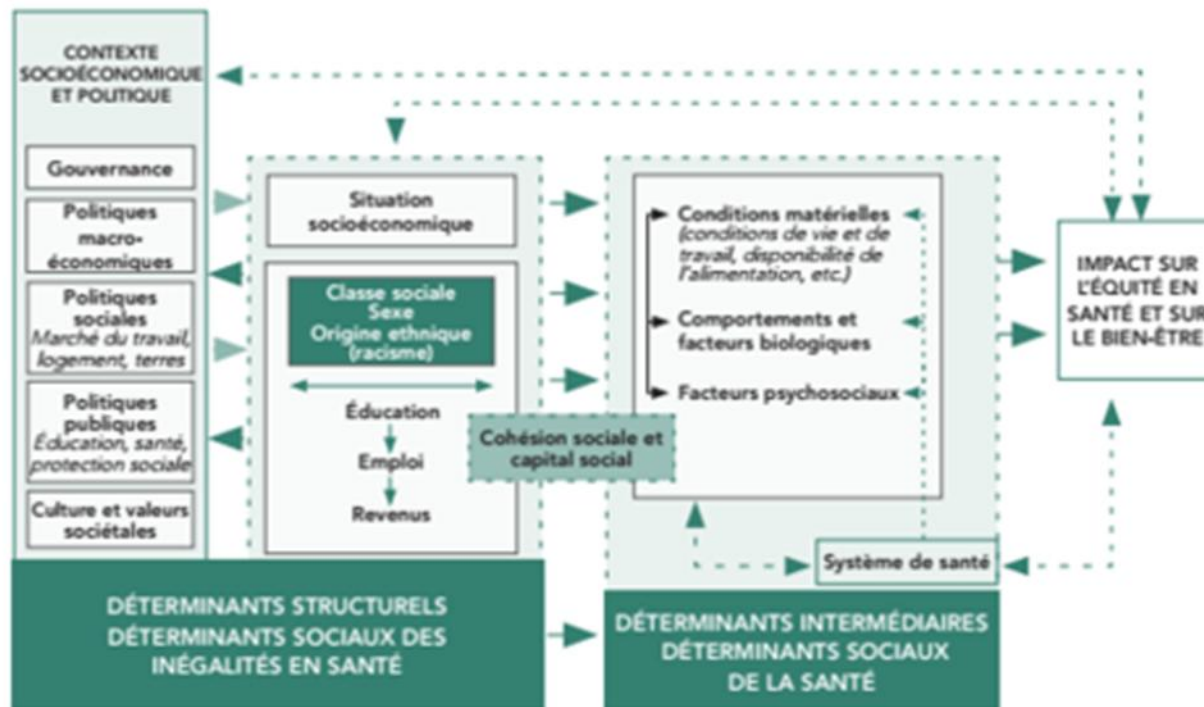 CONTEXTE
SOCIOÉCONOMIQUE
ET POLITIQUE
Gouvernance
Politiques
macro-
économiques
Politiques
sociales
Marché du travail,
logement, terres
Politiques
publiques
Éducation, santé,
protection sociale
Culture et valeurs
sociétales
Situation
socioéconomique
Classe sociale
Sexe
Origine ethnique
(racisme)
Éducation
Emploi
Revenus
Cohésion sociale et
capital social
Conditions matérielles
(conditions de vie et de
travail, disponibilité de
l'alimentation, etc.)
Comportements et
facteurs biologiques
Facteurs psychosociaux
Système de santé
IMPACT SUR
L'ÉQUITÉ EN
SANTÉ ET SUR
LE BIEN-ÊTRE
DÉTERMINANTS STRUCTURELS
DÉTERMINANTS SOCIAUX DES
INÉGALITÉS EN SANTÉ
DÉTERMINANTS INTERMÉDIAIRES
DÉTERMINANTS SOCIAUX
DE LA SANTÉ